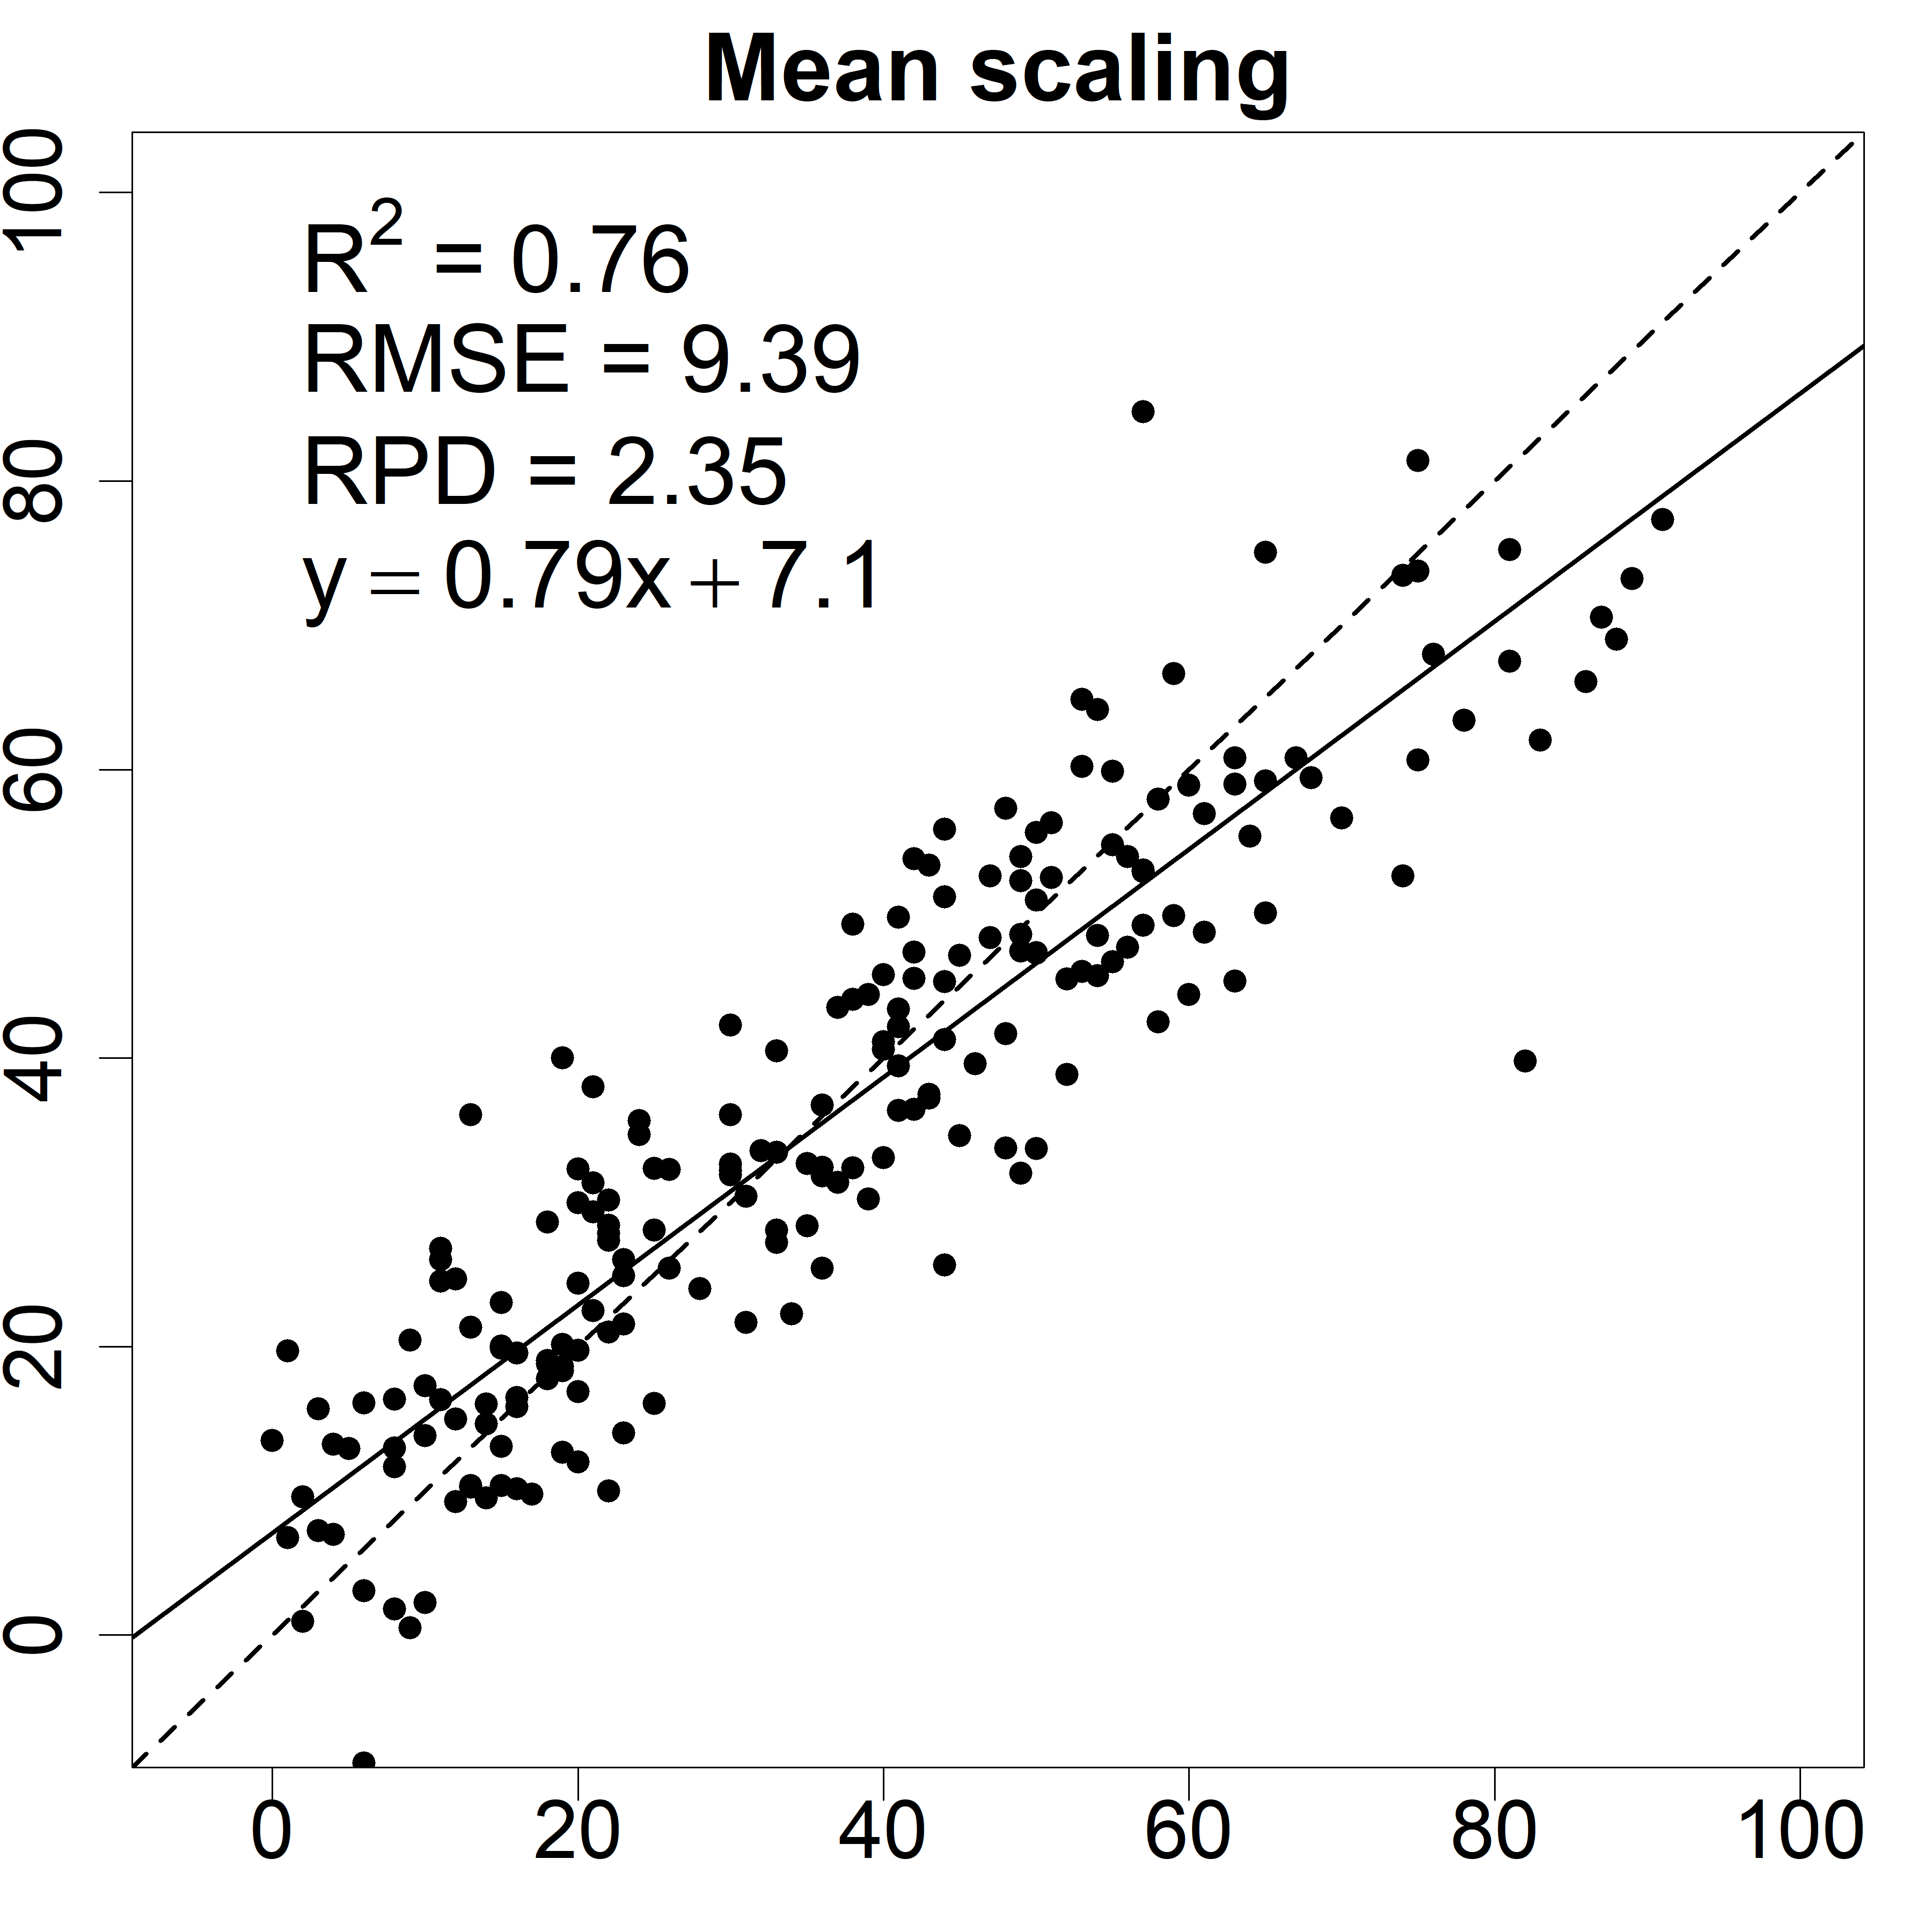 Mean scaling
R² = 0.76
RMSE = 9.39
RPD = 2.35
y = 0.79x + 7.1
100
80
60
40
20
0
0 20 40 60 80 100